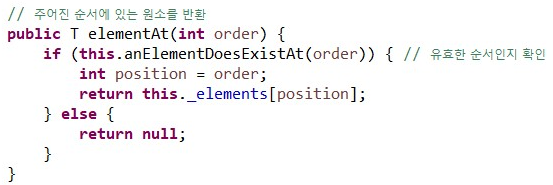 // 주어진 순서에 있는 원소를 반환
public T elementAt(int order) {
    if (this.anElementDoesExistAt(order)) { // 유효한 순서인지 확인
        int position = order;
        return this._elements[position];
    } else {
        return null;
    }
}